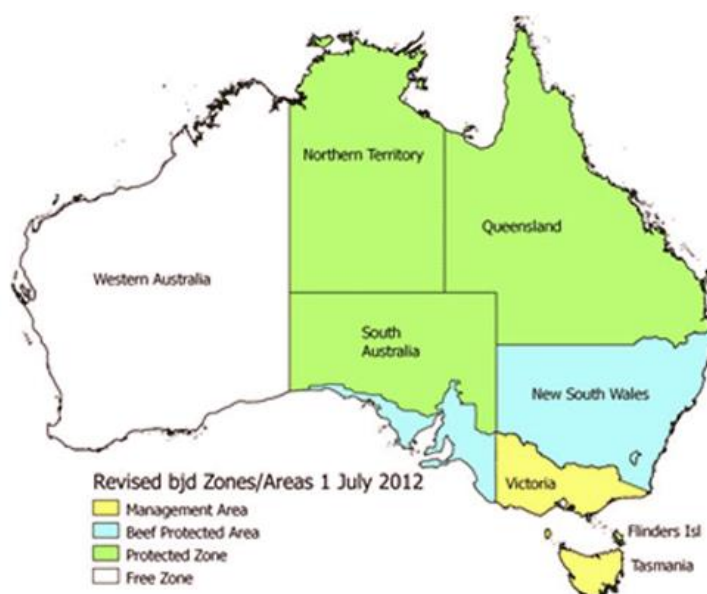 Northern Territory
Queensland
Western Australia
South
Australia
New South Wales
Revised bjd Zones/Areas 1 July 2012
Management Area
Beef Protected Area
Protected Zone
Free Zone
Victoria
Flinders Isl
Tasmania